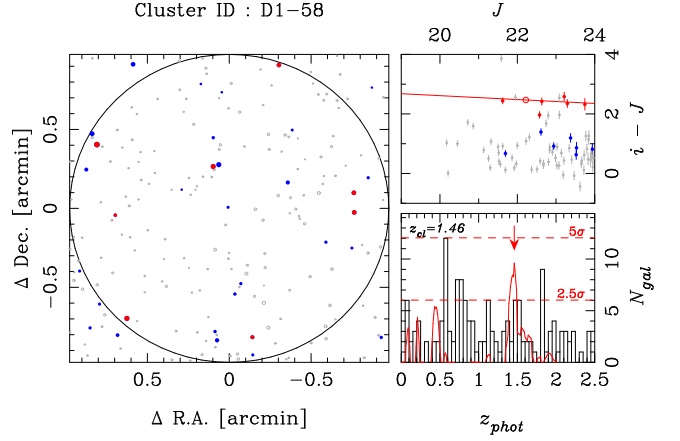 Cluster ID : D1−58
J
20 22 24
0.5
0
−0.5
Δ Dec. [arcmin]
4
2
0
i − J
z_cl=1.46
5σ
2.5σ
10
5
0
N_gal
0.5 0 −0.5
0 0.5 1 1.5 2 2.5
Δ R.A. [arcmin]
z_phot